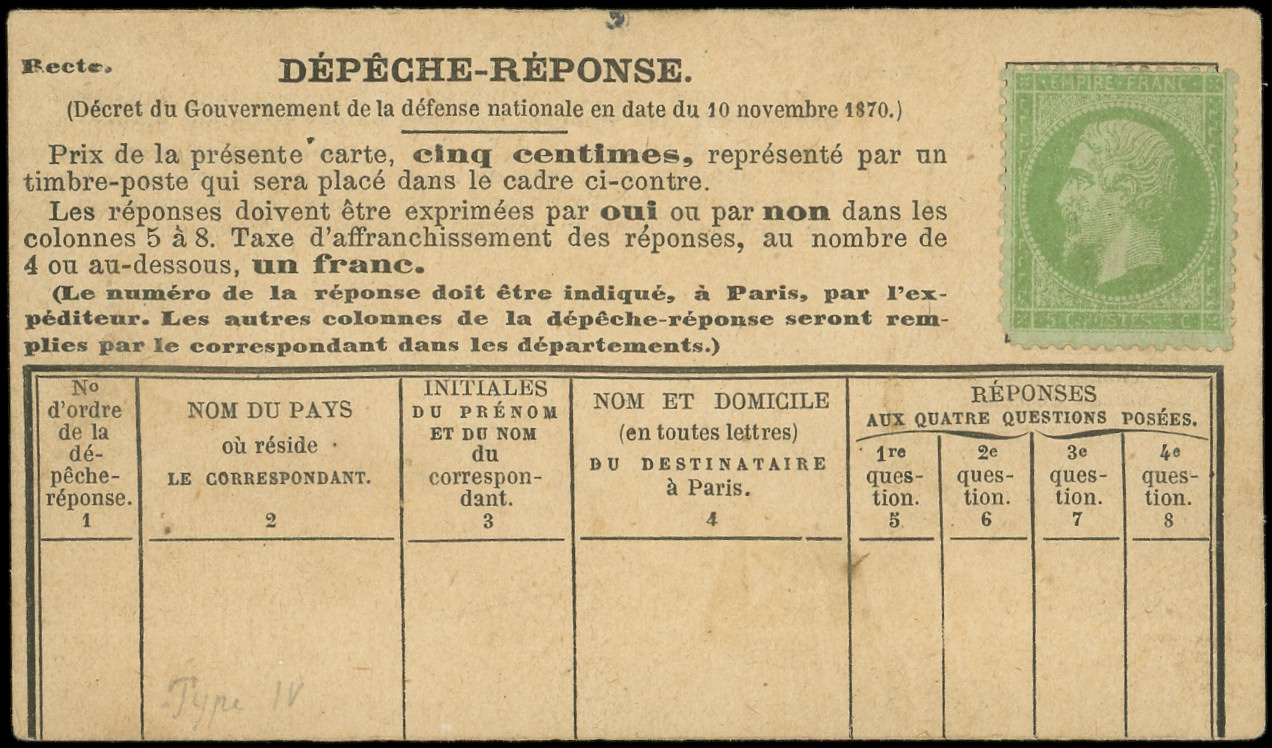 Recto.
DÉPÊCHE-RÉPONSE.
(Décret du Gouvernement de la défense nationale en date du 10 novembre 1870.)
Prix de la présente carte, cinq centimes, représenté par un
timbre-poste qui sera placé dans le cadre ci-contre.
Les réponses doivent être exprimées par oui ou par non dans les
colonnes 5 à 8. Taxe d'affranchissement des réponses, au nombre de
4 ou au-dessous, un franc.
(Le numéro de la réponse doit être indiqué, à Paris, par l'ex-
péditeur. Les autres colonnes de la dépêche-réponse seront rem-
plies par le correspondant dans les départements.)
EMPIRE FRANC
5 C. POSTES 5 C
No
d'ordre
de la
dé-
pêche-
réponse.
1
NOM DU PAYS
où réside
LE CORRESPONDANT.
2
INITIALES
DU PRÉNOM
ET DU NOM
du
correspon-
dant.
3
NOM ET DOMICILE
(en toutes lettres)
DU DESTINATAIRE
à Paris.
4
RÉPONSES
AUX QUATRE QUESTIONS POSÉES.
1re
ques-
tion.
5
2e
ques-
tion.
6
3e
ques-
tion.
7
4e
ques-
tion.
8
Type IV